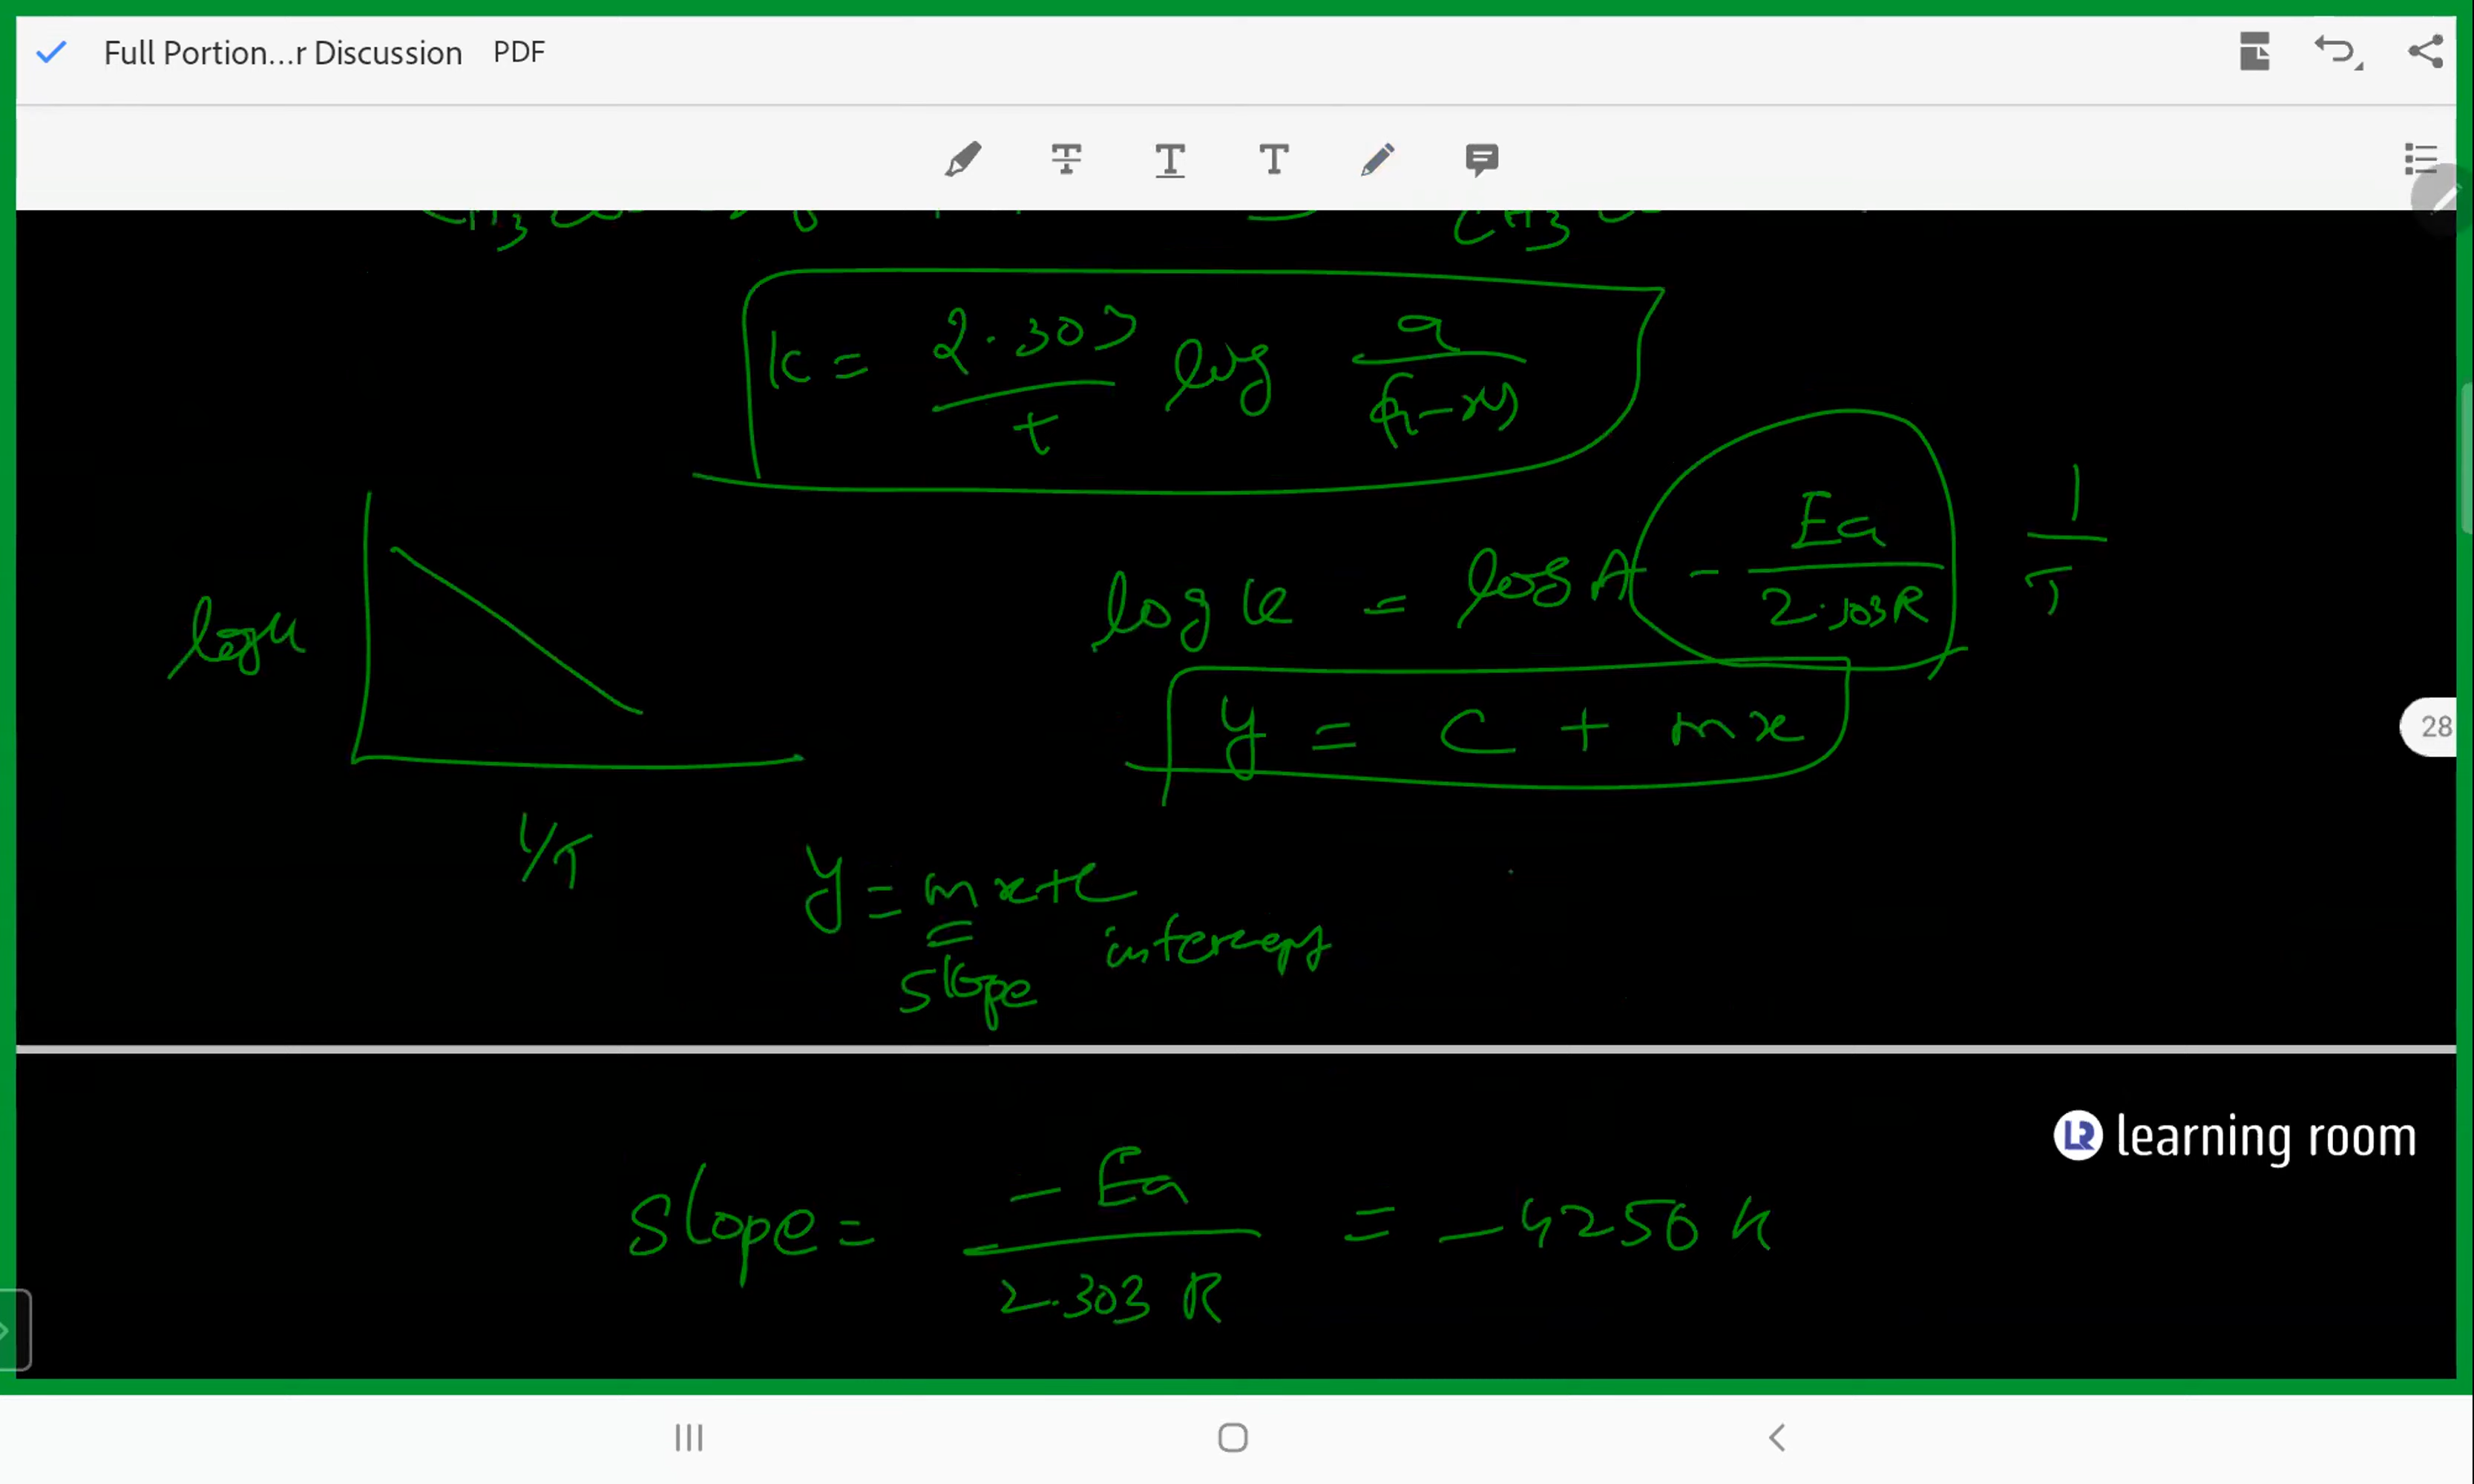 Full Portion...r Discussion PDF
k = 2.303/t log a/(a-x)
log k = log A - Ea/2.303R 1/T
log k
y = c + mx
1/T
y = mx+c
slope intercept
28
learning room
Slope = -Ea/2.303 R = -4250 K